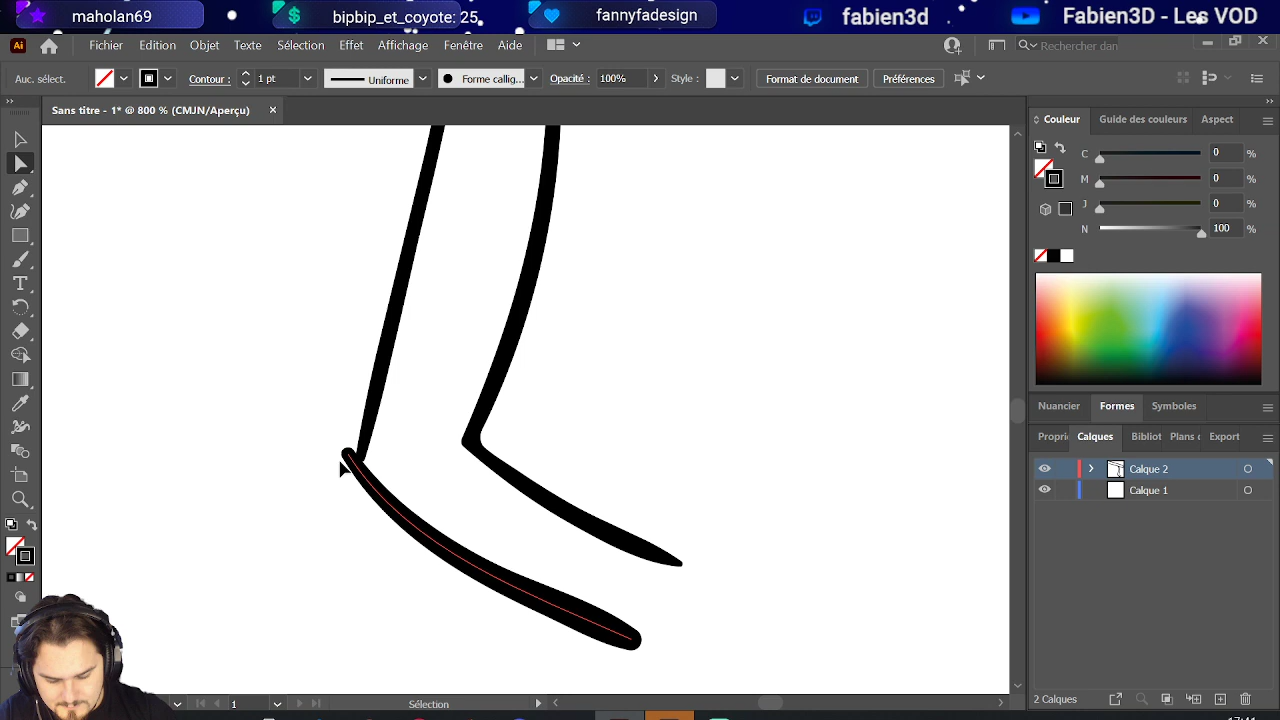 maholan69
bipbip_et_coyote: 25
fannyfadesign
fabien3d
Fabien3D - Les VOD
Ai
Fichier Edition Objet Texte Sélection Effet Affichage Fenêtre Aide
Rechercher dan
Auc. sélect.
Contour : 1 pt
Uniforme
Forme callig...
Opacité : 100%
Style :
Format de document
Préférences
Sans titre - 1* @ 800 % (CMJN/Aperçu)
Couleur Guide des couleurs Aspect
C 0 %
M 0 %
J 0 %
N 100 %
Nuancier Formes Symboles
Propri Calques Bibliot Plans c Export
Calque 2
Calque 1
1
Sélection
2 Calques